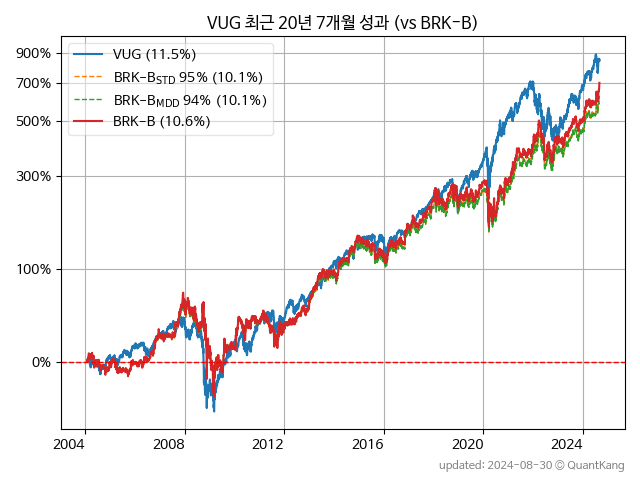 VUG 최근 20년 7개월 성과 (vs BRK-B)
900%
700%
500%
300%
100%
0%
VUG (11.5%)
BRK-B_STD 95% (10.1%)
BRK-B_MDD 94% (10.1%)
BRK-B (10.6%)
2004 2008 2012 2016 2020 2024
updated: 2024-08-30 © QuantKang